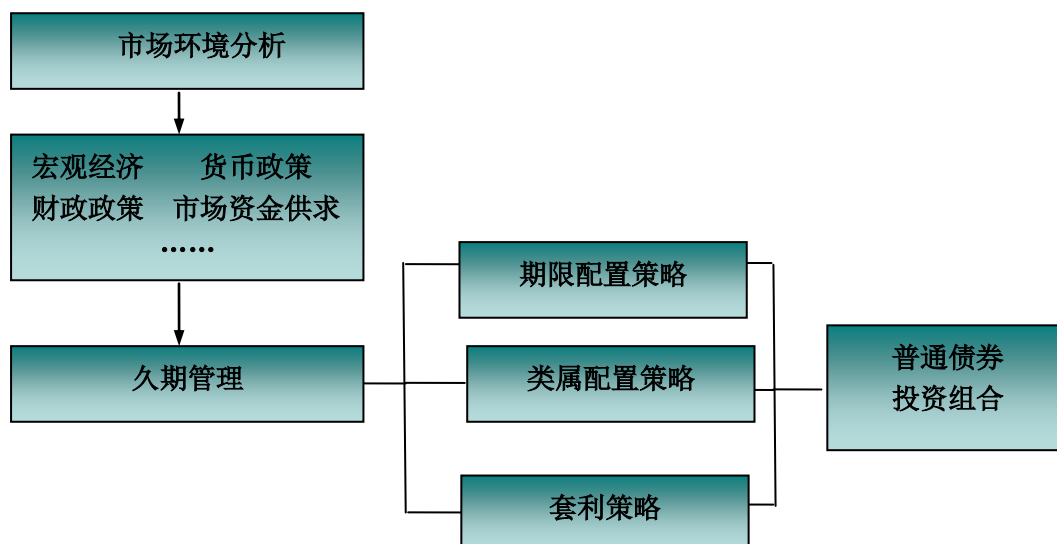 市场环境分析
宏观经济 货币政策
财政政策 市场资金供求
……
久期管理
期限配置策略
类属配置策略
套利策略
普通债券
投资组合